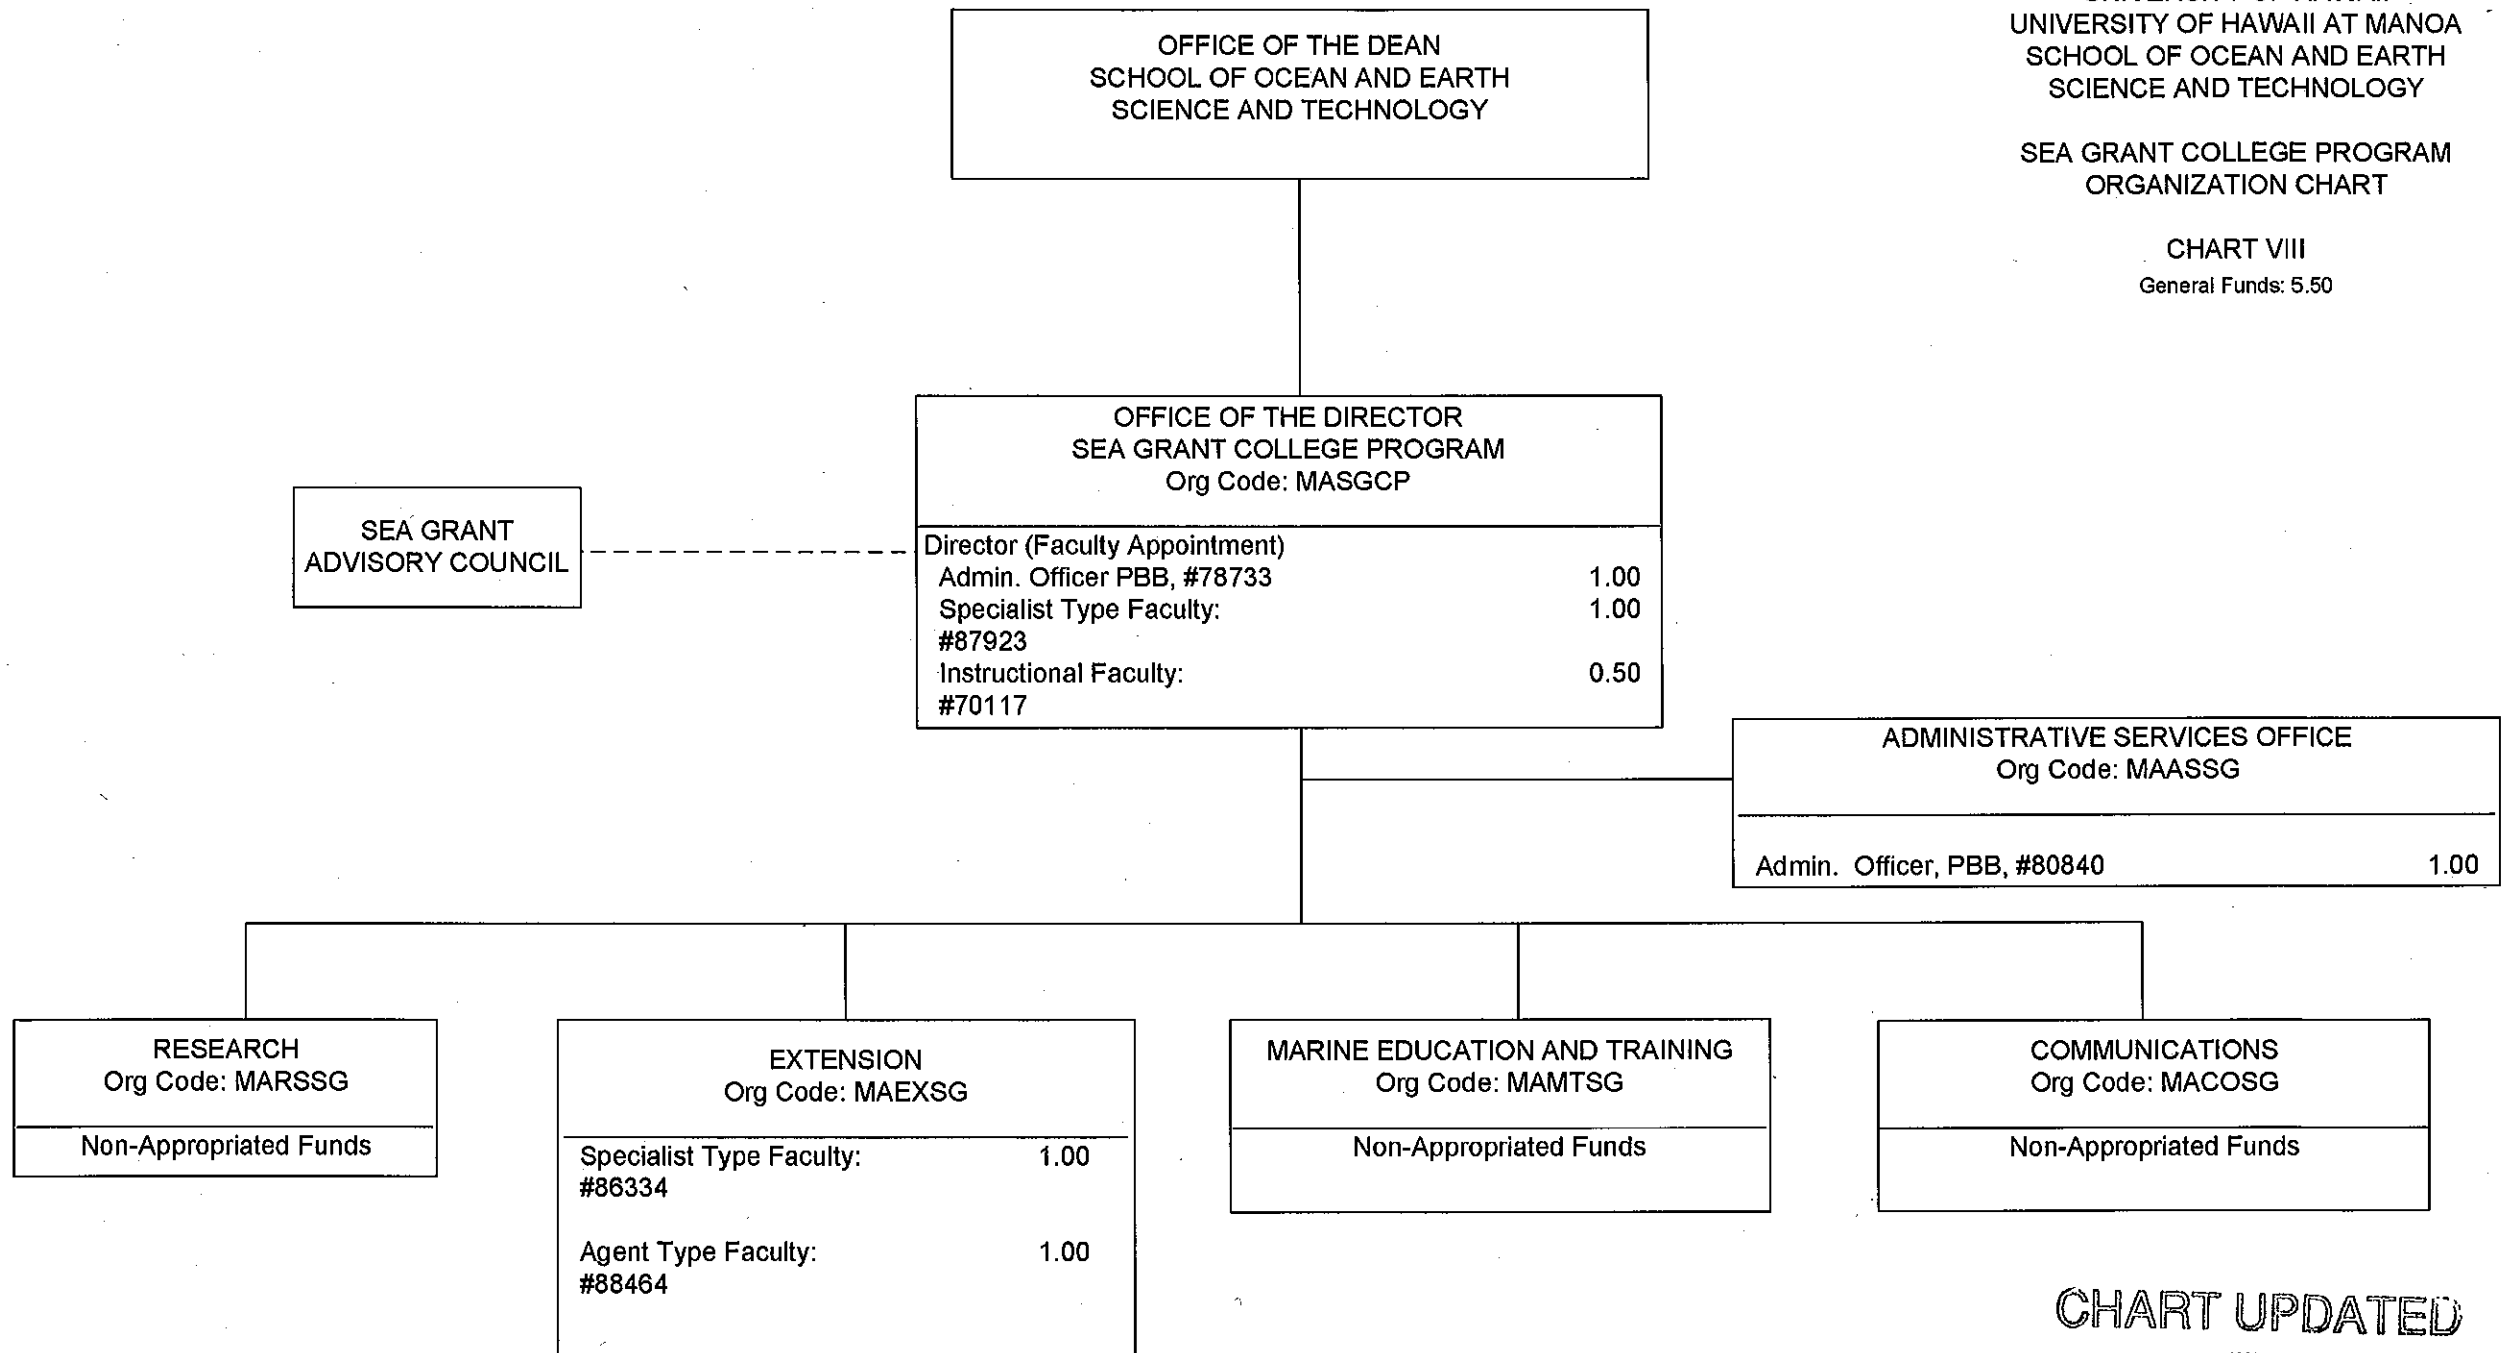 UNIVERSITY OF HAWAII AT MANOA
SCHOOL OF OCEAN AND EARTH
SCIENCE AND TECHNOLOGY
SEA GRANT COLLEGE PROGRAM
ORGANIZATION CHART
CHART VIII
General Funds: 5.50
OFFICE OF THE DEAN
SCHOOL OF OCEAN AND EARTH
SCIENCE AND TECHNOLOGY
OFFICE OF THE DIRECTOR
SEA GRANT COLLEGE PROGRAM
Org Code: MASGCP
Director (Faculty Appointment)
Admin. Officer PBB, #78733 1.00
Specialist Type Faculty: 1.00
#87923
Instructional Faculty: 0.50
#70117
SEA GRANT
ADVISORY COUNCIL
ADMINISTRATIVE SERVICES OFFICE
Org Code: MAASSG
Admin. Officer, PBB, #80840 1.00
RESEARCH
Org Code: MARSSG
Non-Appropriated Funds
EXTENSION
Org Code: MAEXSG
Specialist Type Faculty: 1.00
#86334
Agent Type Faculty: 1.00
#88464
MARINE EDUCATION AND TRAINING
Org Code: MAMTSG
Non-Appropriated Funds
COMMUNICATIONS
Org Code: MACOSG
Non-Appropriated Funds
CHART UPDATED